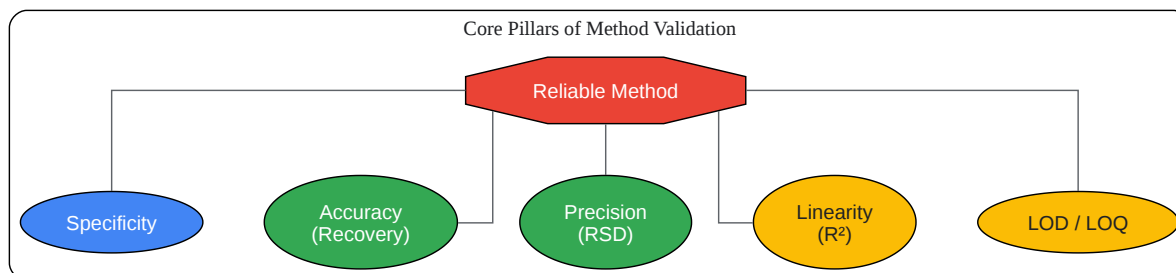 Core Pillars of Method Validation
Reliable Method
Specificity
Accuracy
(Recovery)
Precision
(RSD)
Linearity
(R²)
LOD / LOQ